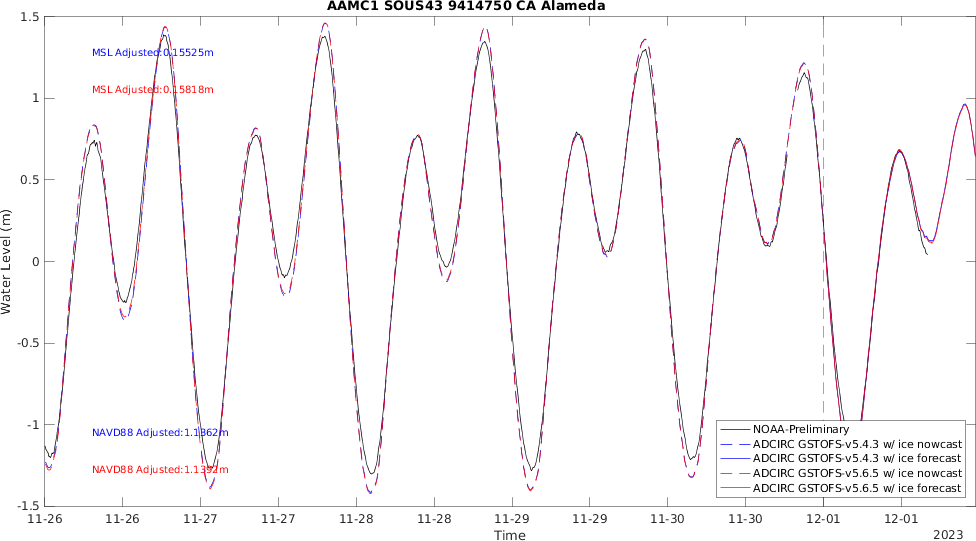 AAMC1 SOUS43 9414750 CA Alameda
1.5
1
0.5
0
-0.5
-1
-1.5
Water Level (m)
MSL Adjusted:0.15525m
MSL Adjusted:0.15818m
NAVD88 Adjusted:1.1362m
NAVD88 Adjusted:1.1392m
NOAA-Preliminary
ADCIRC GSTOFS-v5.4.3 w/ ice nowcast
ADCIRC GSTOFS-v5.4.3 w/ ice forecast
ADCIRC GSTOFS-v5.6.5 w/ ice nowcast
ADCIRC GSTOFS-v5.6.5 w/ ice forecast
11-26 11-26 11-27 11-27 11-28 11-28 11-29 11-29 11-30 11-30 12-01 12-01
Time
2023